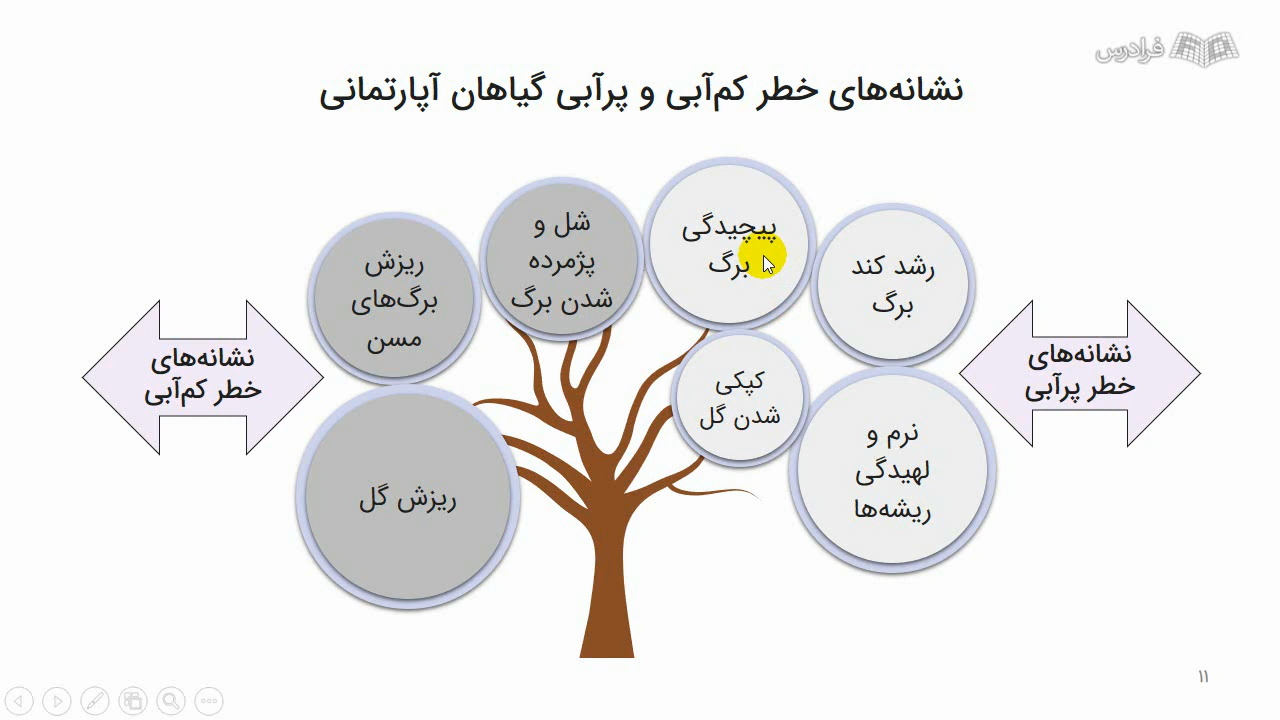 فرادرس
نشانه‌های خطر کم‌آبی و پرآبی گیاهان آپارتمانی
نشانه‌های
خطر پرآبی
رشد کند
برگ
پیچیدگی
برگ
کپکی
شدن گل
نرم و
لهیدگی
ریشه‌ها
شل و
پژمرده
شدن برگ
ریزش
برگ‌های
مسن
ریزش گل
نشانه‌های
خطر کم‌آبی
۱۱